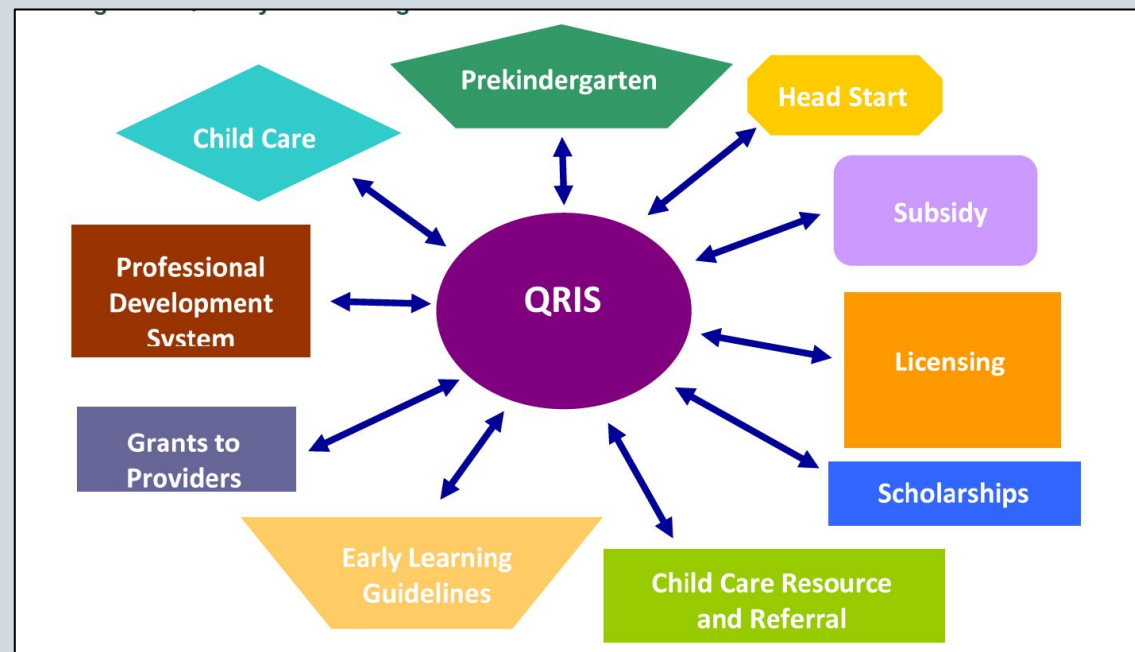 Prekindergarten
Head Start
Child Care
Subsidy
Professional
Development
System
QRIS
Licensing
Grants to
Providers
Scholarships
Early Learning
Guidelines
Child Care Resource
and Referral